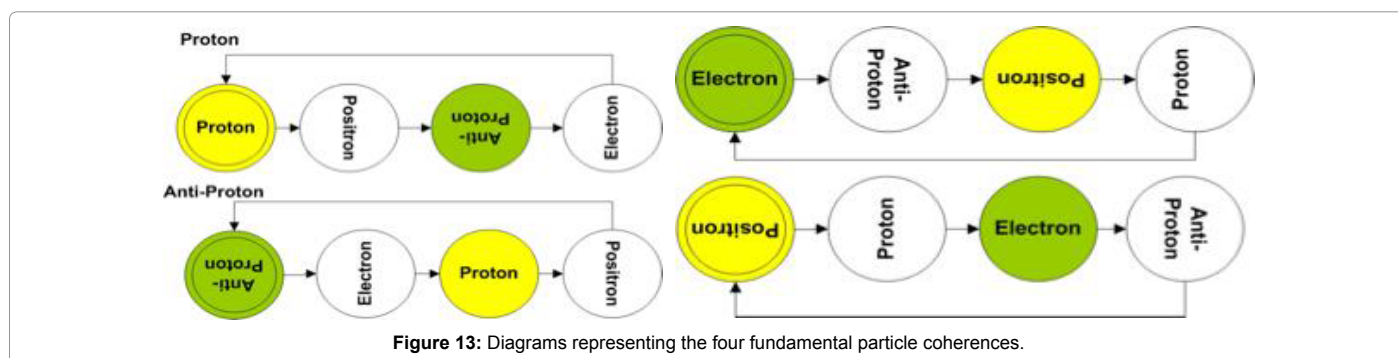 Proton
Proton
Positron
Anti-
Proton
Electron
Anti-Proton
Anti-
Proton
Electron
Proton
Positron
Electron
Anti-
Proton
Positron
Proton
Positron
Proton
Electron
Anti-
Proton
Figure 13: Diagrams representing the four fundamental particle coherences.